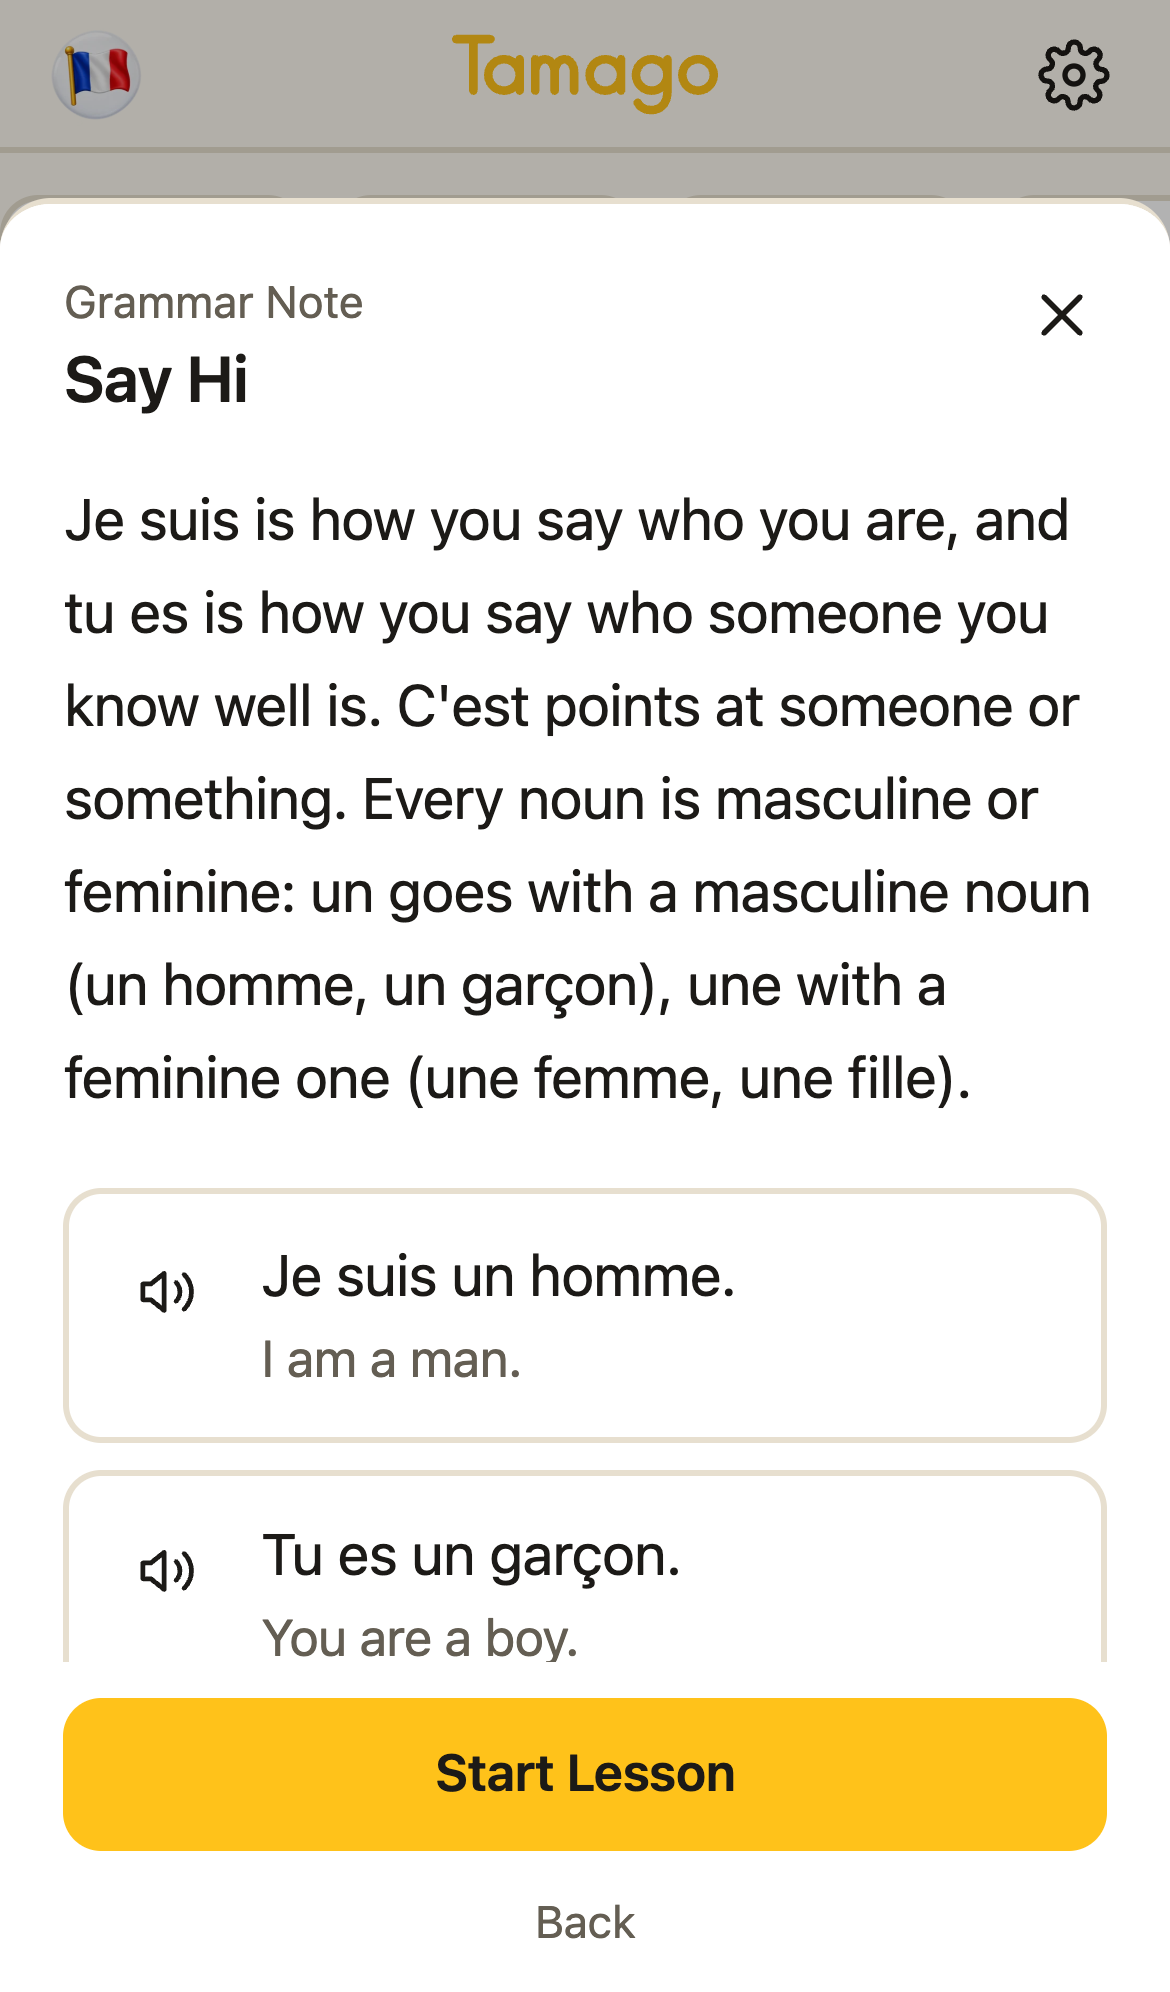 Tamago
Grammar Note
Say Hi
Je suis is how you say who you are, and
tu es is how you say who someone you
know well is. C'est points at someone or
something. Every noun is masculine or
feminine: un goes with a masculine noun
(un homme, un garçon), une with a
feminine one (une femme, une fille).
Je suis un homme.
I am a man.
Tu es un garçon.
You are a boy.
Start Lesson
Back